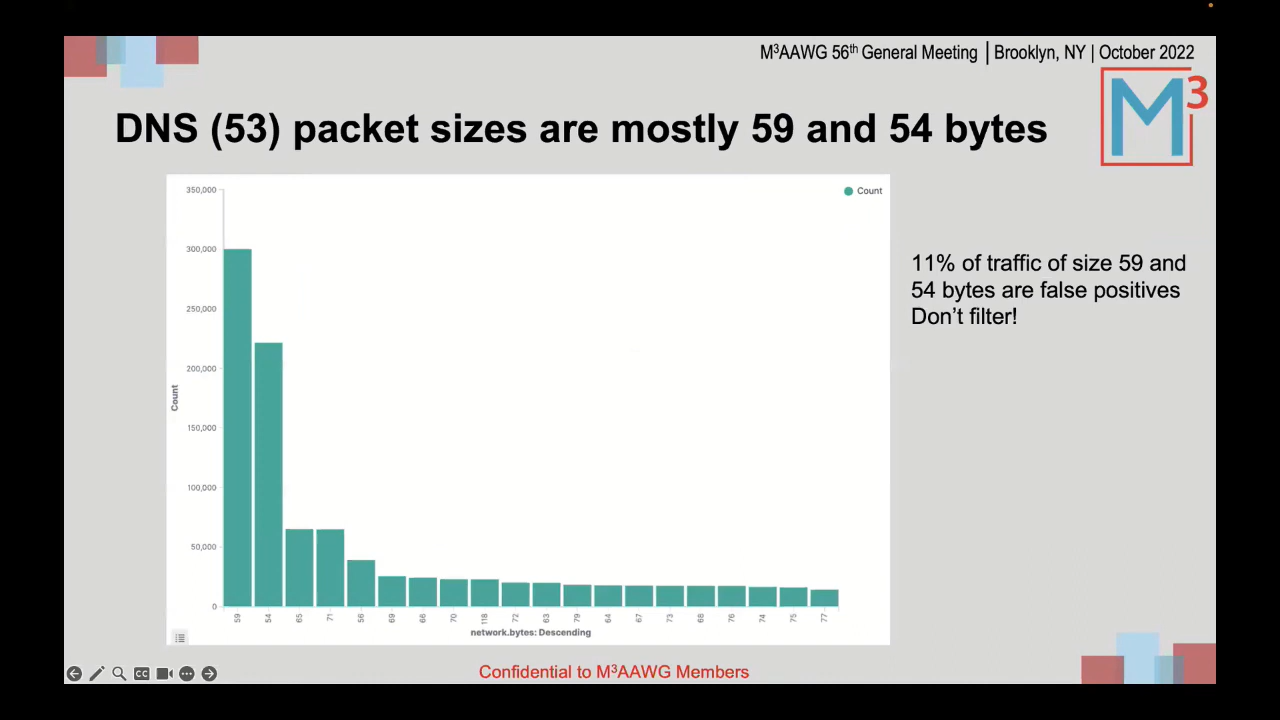 M³AAWG 56th General Meeting | Brooklyn, NY | October 2022
M3
DNS (53) packet sizes are mostly 59 and 54 bytes
350,000
300,000
250,000
200,000
150,000
100,000
50,000
0
Count
Count
11% of traffic of size 59 and
54 bytes are false positives
Don't filter!
59 54 65 71 56 69 66 70 118 72 63 79 64 67 73 68 76 74 75 77
network.bytes: Descending
CC
Confidential to M³AAWG Members